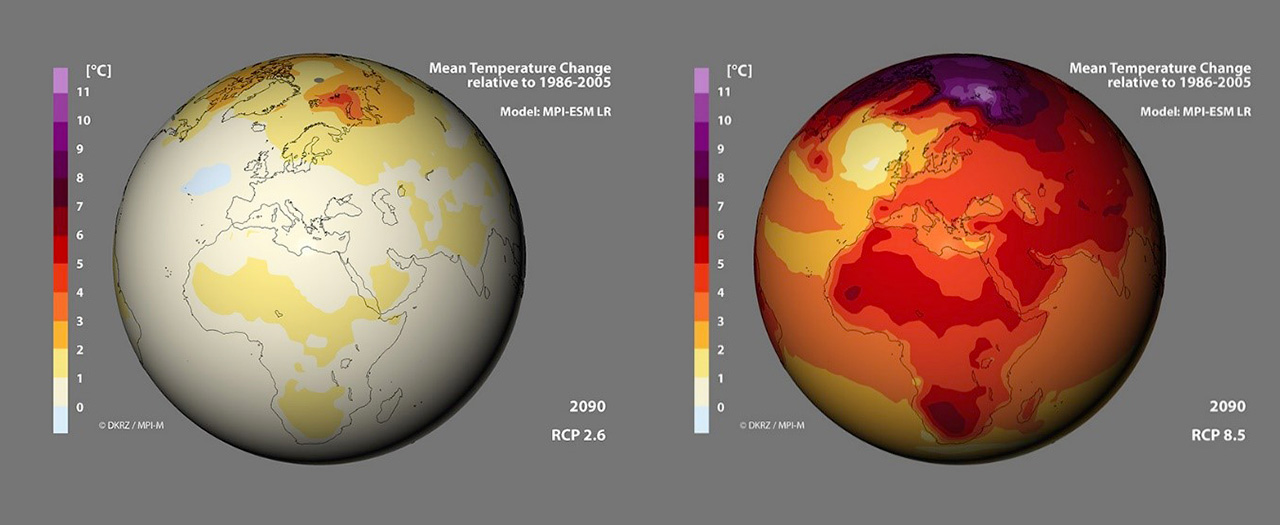 [°C]
11
10
9
8
7
6
5
4
3
2
1
0
Mean Temperature Change
relative to 1986-2005
Model: MPI-ESM LR
2090
RCP 2.6
© DKRZ / MPI-M
[°C]
11
10
9
8
7
6
5
4
3
2
1
0
Mean Temperature Change
relative to 1986-2005
Model: MPI-ESM LR
2090
RCP 8.5
© DKRZ / MPI-M